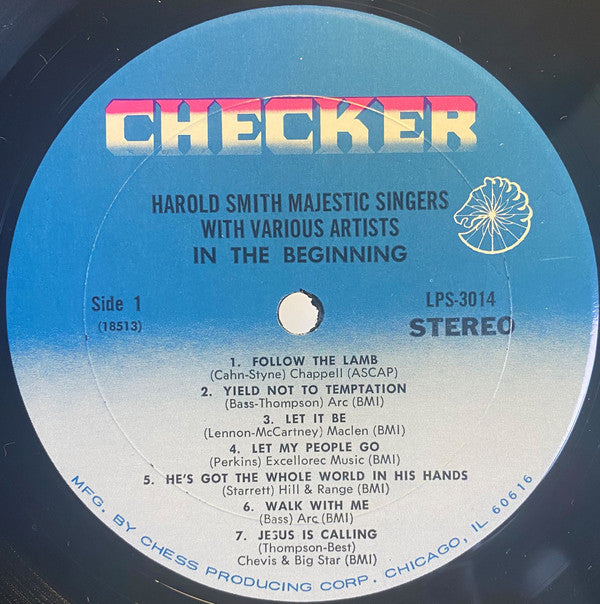 CHECKER
HAROLD SMITH MAJESTIC SINGERS
WITH VARIOUS ARTISTS
IN THE BEGINNING
Side 1
(18513)
LPS-3014
STEREO
1. FOLLOW THE LAMB
(Cahn-Styne) Chappell (ASCAP)
2. YIELD NOT TO TEMPTATION
(Bass-Thompson) Arc (BMI)
3. LET IT BE
(Lennon-McCartney) Maclen (BMI)
4. LET MY PEOPLE GO
(Perkins) Excellorec Music (BMI)
5. HE'S GOT THE WHOLE WORLD IN HIS HANDS
(Starrett) Hill & Range (BMI)
6. WALK WITH ME
(Bass) Arc (BMI)
7. JESUS IS CALLING
(Thompson-Best)
Chevis & Big Star (BMI)
MFG. BY CHESS PRODUCING CORP. CHICAGO, IL 60616